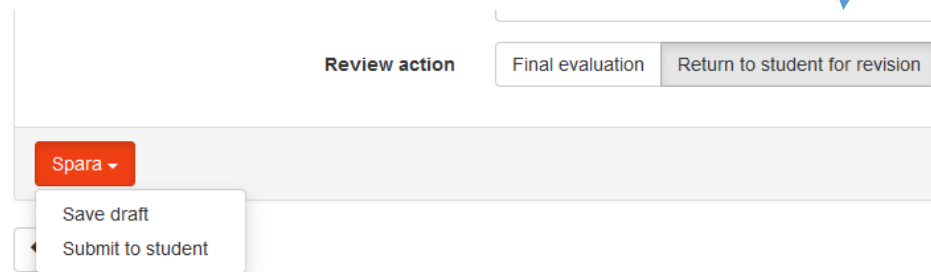 Review action Final evaluation Return to student for revision
Spara
Save draft
Submit to student